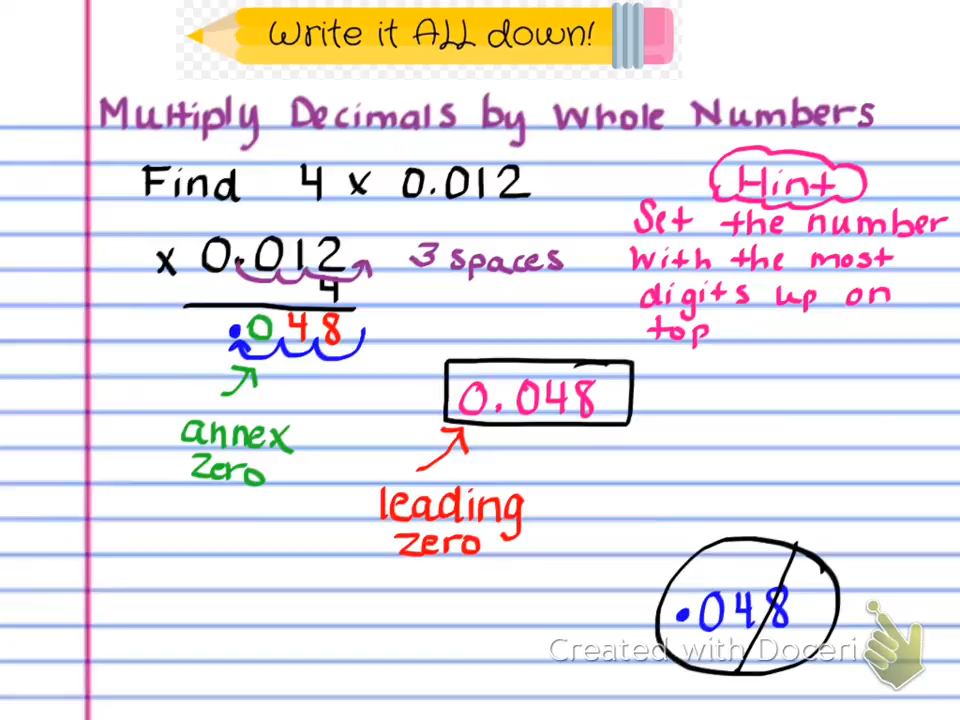 Write it ALL down!
Multiply Decimals by Whole Numbers
Find 4 x 0.012
Hint
Set the number
with the most
digits up on
top
x 0.012 3 spaces
4
.048
0.048
annex
zero
leading
zero
.048
Created with Doceri